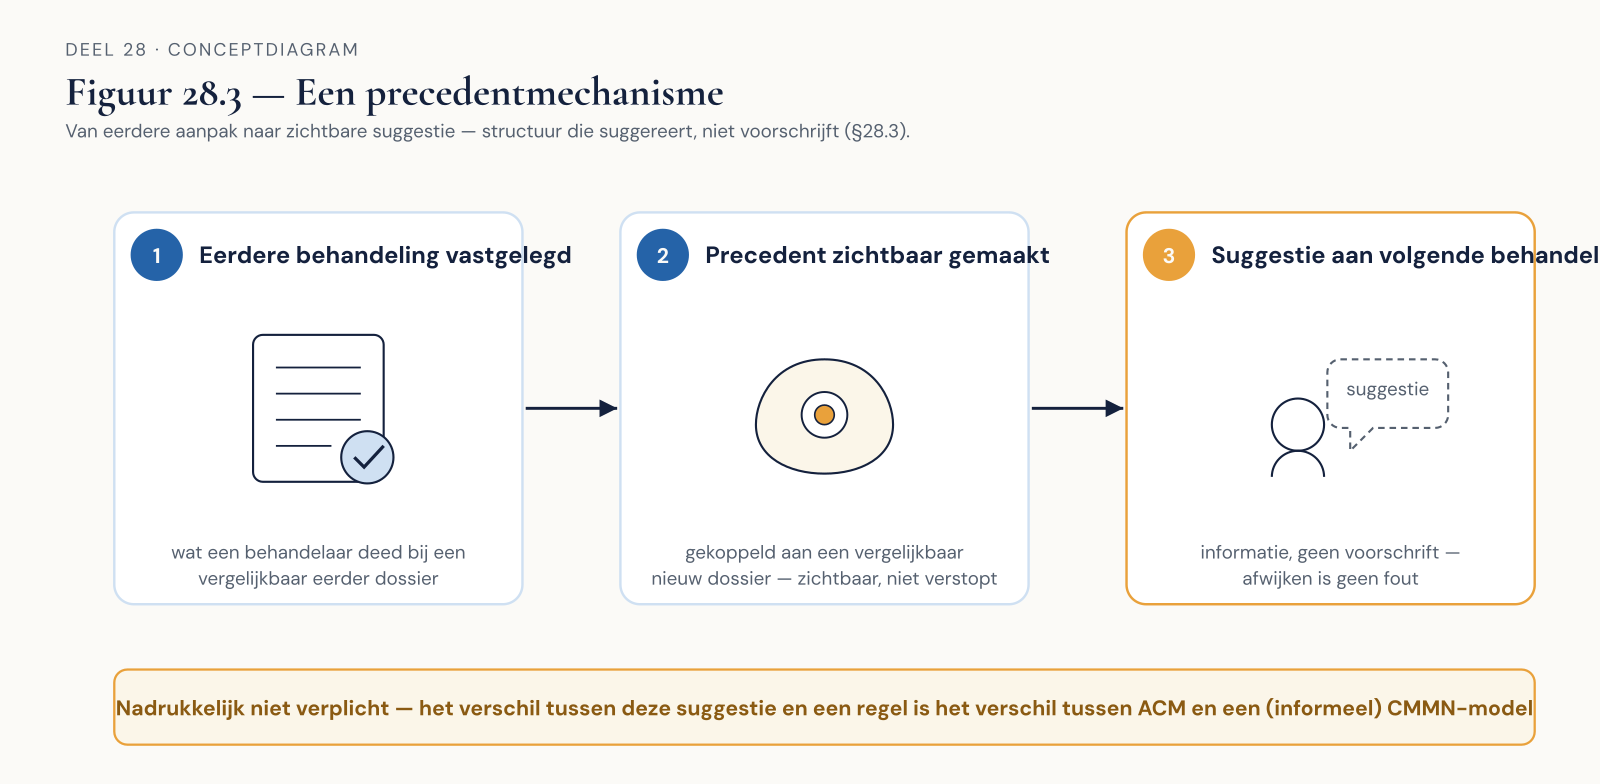 DEEL 28 · CONCEPTDIAGRAM
Figuur 28.3 — Een precedentmechanisme
Van eerdere aanpak naar zichtbare suggestie — structuur die suggereert, niet voorschrijft (§28.3).
1 Eerdere behandeling vastgelegd
wat een behandelaar deed bij een
vergelijkbaar eerder dossier
2 Precedent zichtbaar gemaakt
gekoppeld aan een vergelijkbaar
nieuw dossier — zichtbaar, niet verstopt
3 Suggestie aan volgende behandel
suggestie
informatie, geen voorschrift —
afwijken is geen fout
Nadrukkelijk niet verplicht — het verschil tussen deze suggestie en een regel is het verschil tussen ACM en een (informeel) CMMN-model